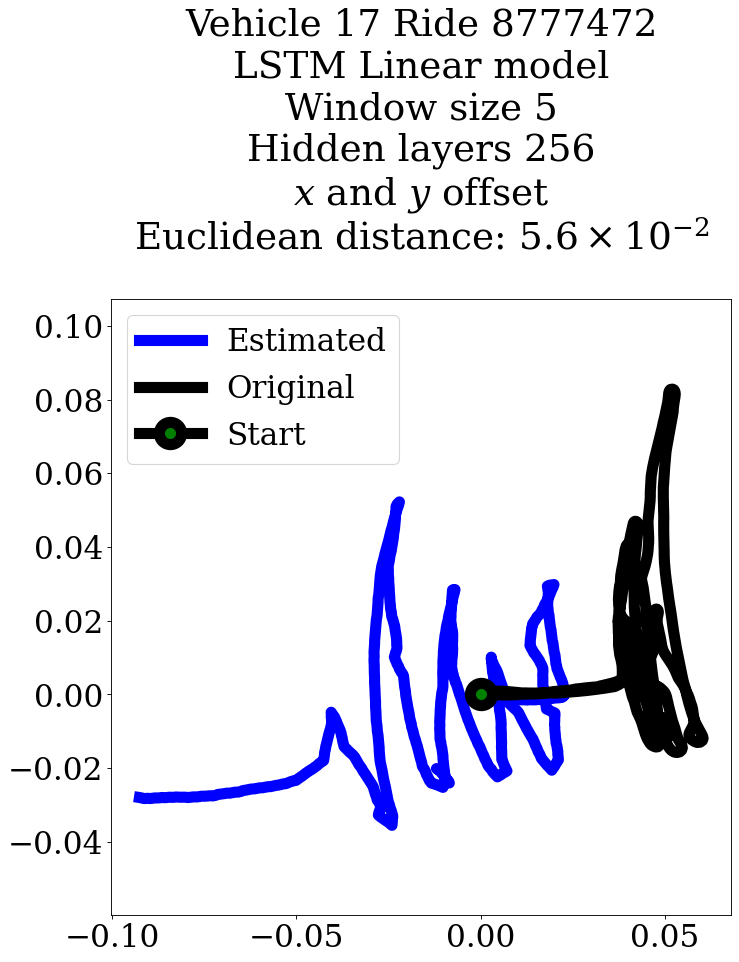 Vehicle 17 Ride 8777472
LSTM Linear model
Window size 5
Hidden layers 256
x and y offset
Euclidean distance: 5.6 × 10⁻²
Estimated
Original
Start
0.10
0.08
0.06
0.04
0.02
0.00
−0.02
−0.04
−0.10 −0.05 0.00 0.05